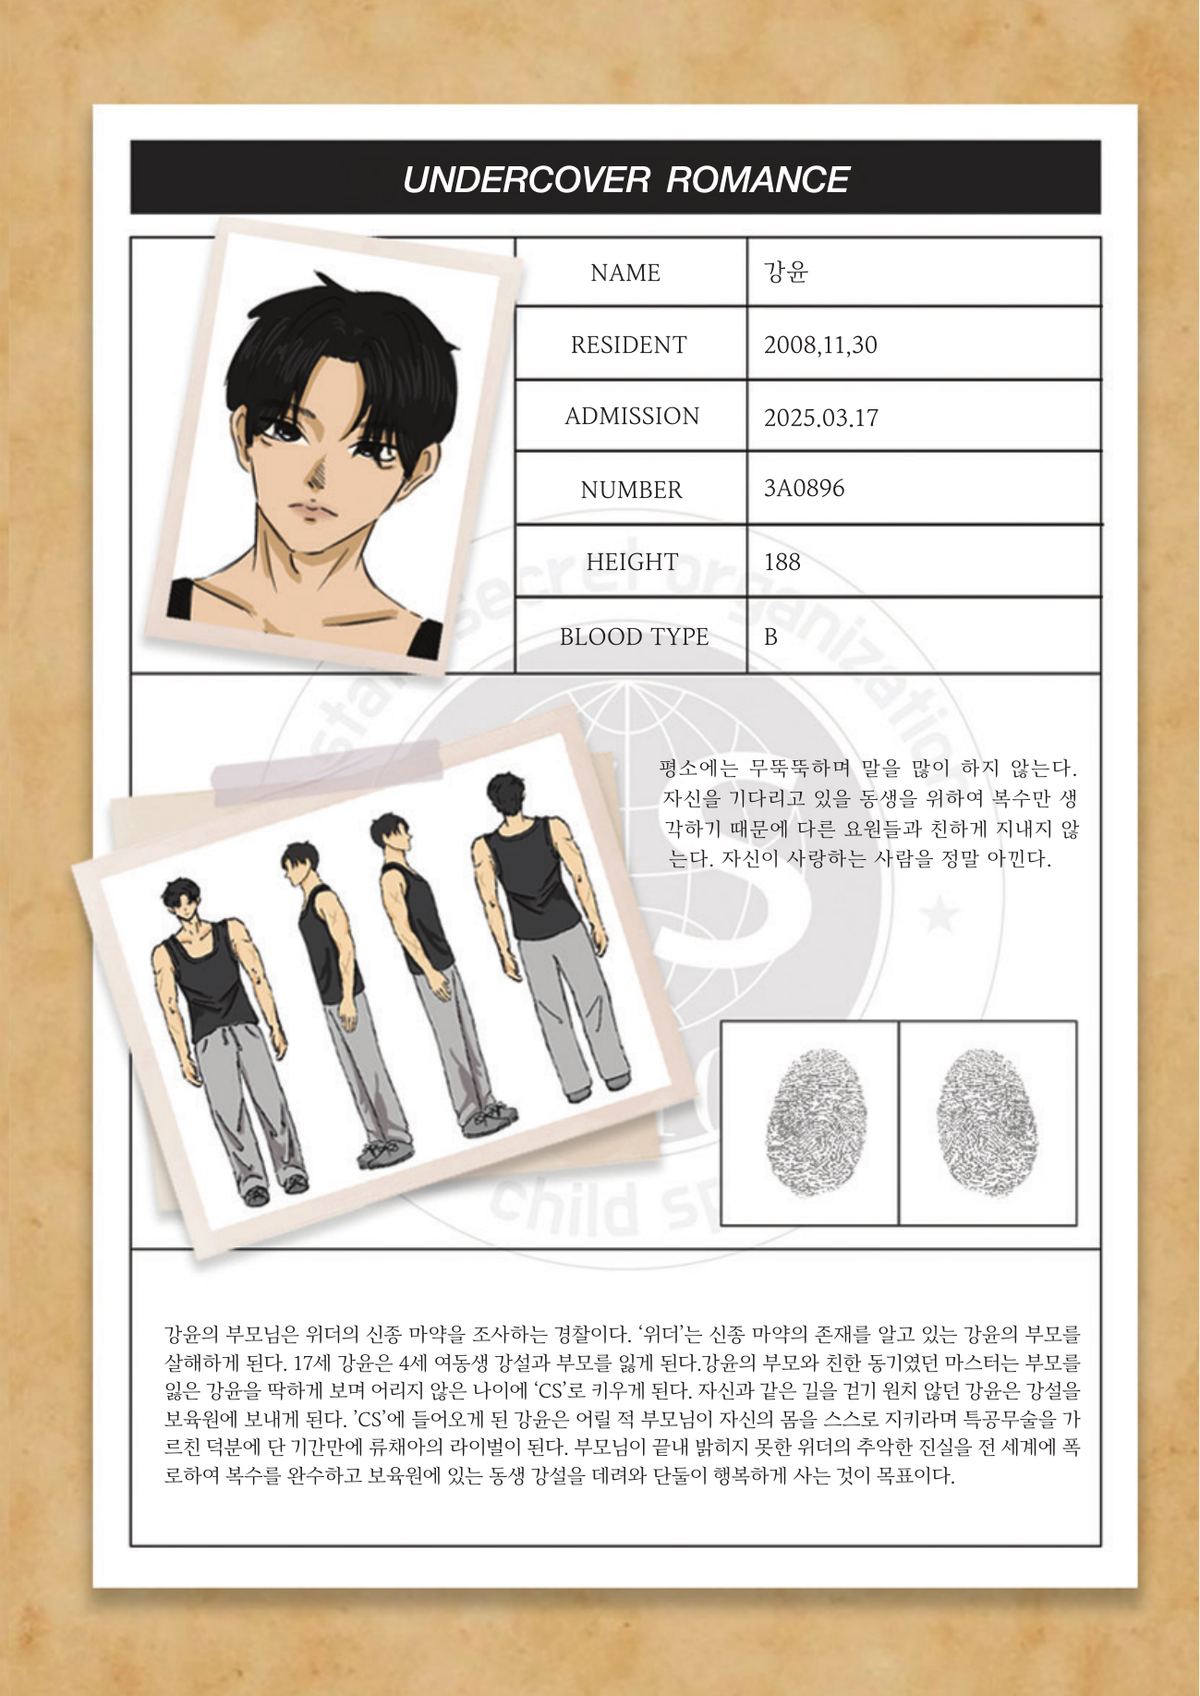 UNDERCOVER ROMANCE
NAME 강윤
RESIDENT 2008,11,30
ADMISSION 2025.03.17
NUMBER 3A0896
HEIGHT 188
BLOOD TYPE B
secret organization
S
child
평소에는 무뚝뚝하며 말을 많이 하지 않는다.
자신을 기다리고 있을 동생을 위하여 복수만 생
각하기 때문에 다른 요원들과 친하게 지내지 않
는다. 자신이 사랑하는 사람을 정말 아낀다.
강윤의 부모님은 위더의 신종 마약을 조사하는 경찰이다. ‘위더’는 신종 마약의 존재를 알고 있는 강윤의 부모를
살해하게 된다. 17세 강윤은 4세 여동생 강설과 부모를 잃게 된다.강윤의 부모와 친한 동기였던 마스터는 부모를
잃은 강윤을 딱하게 보며 어리지 않은 나이에 ‘CS’로 키우게 된다. 자신과 같은 길을 걷기 원치 않던 강윤은 강설을
보육원에 보내게 된다. ’CS’에 들어오게 된 강윤은 어릴 적 부모님이 자신의 몸을 스스로 지키라며 특공무술을 가
르친 덕분에 단 기간만에 류채아의 라이벌이 된다. 부모님이 끝내 밝히지 못한 위더의 추악한 진실을 전 세계에 폭
로하여 복수를 완수하고 보육원에 있는 동생 강설을 데려와 단둘이 행복하게 사는 것이 목표이다.